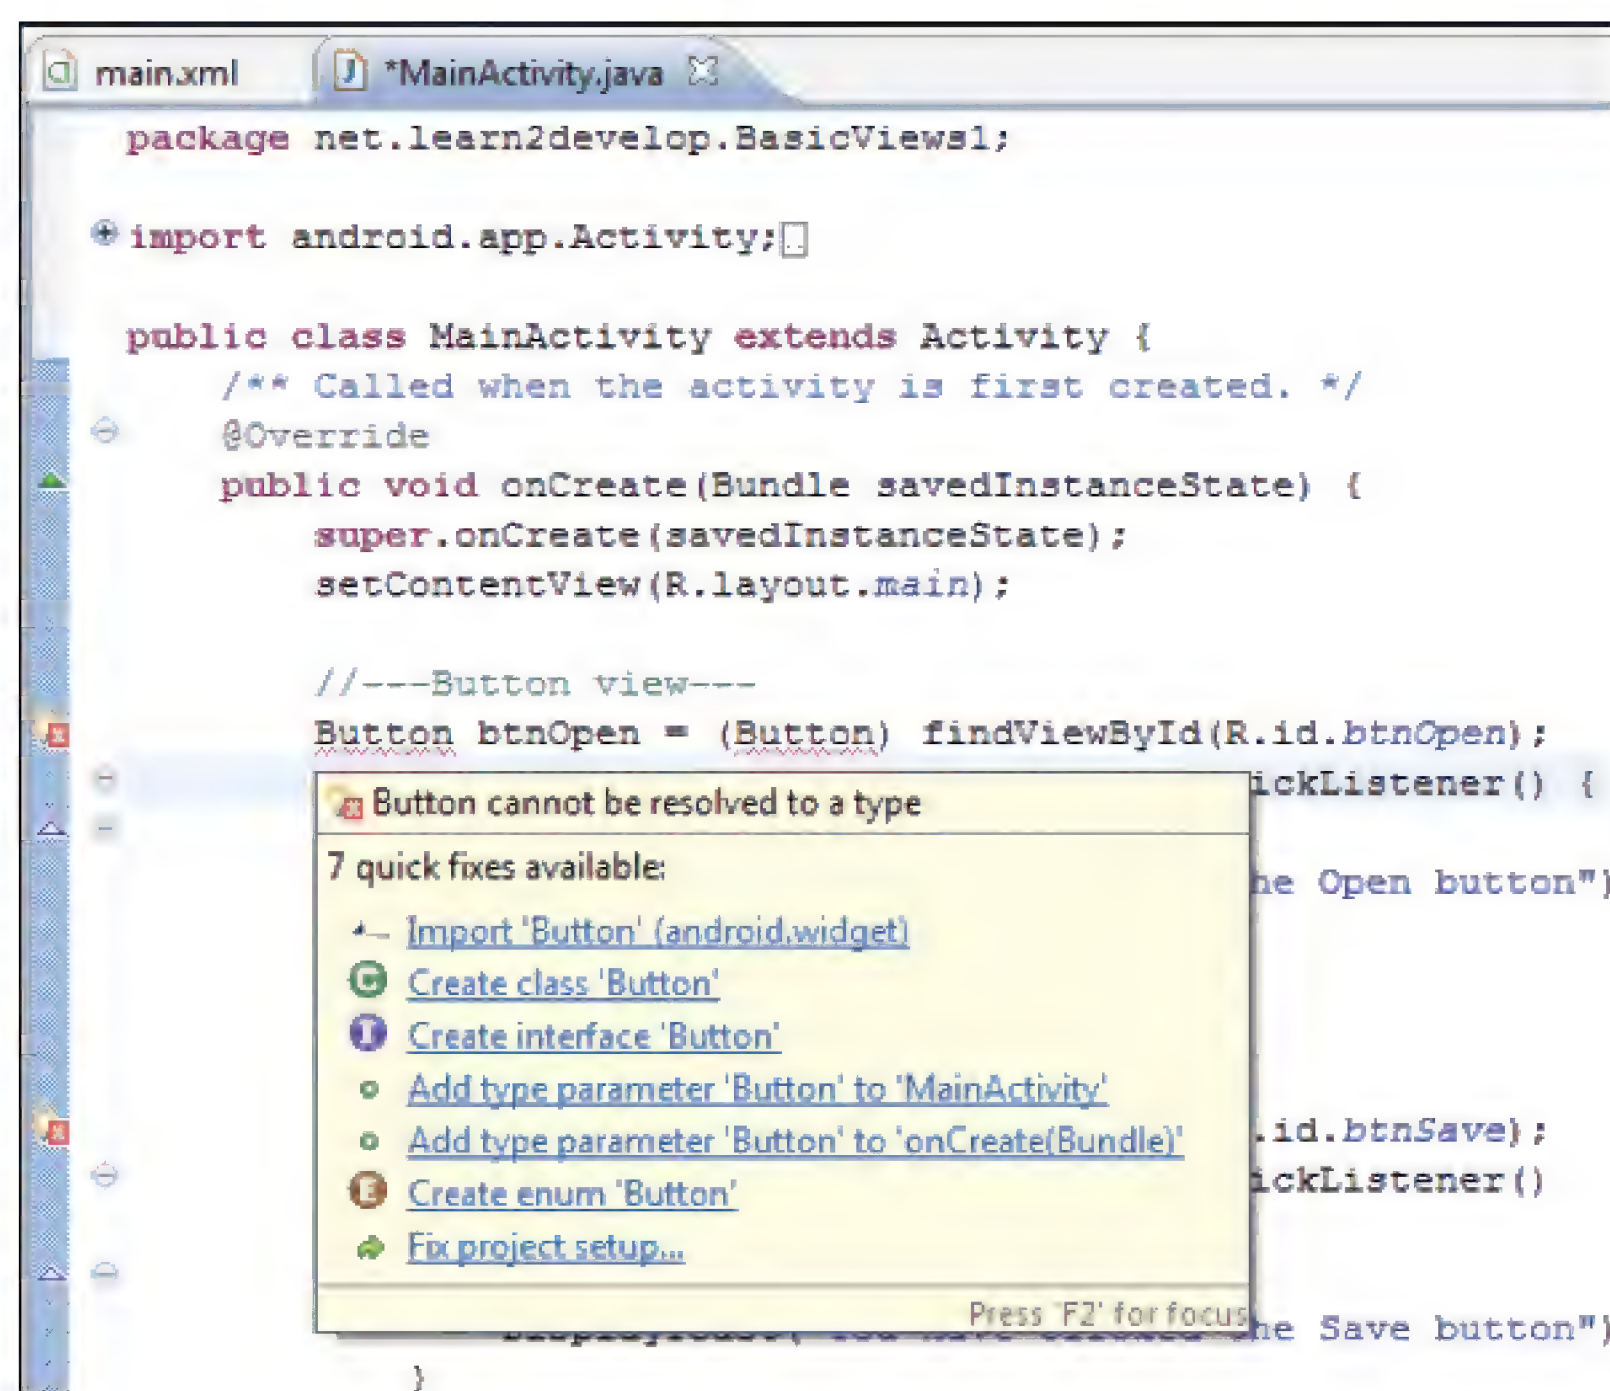 main.xml
*MainActivity.java
package net.learn2develop.BasicViews1;
import android.app.Activity;
public class MainActivity extends Activity {
/** Called when the activity is first created. */
@Override
public void onCreate(Bundle savedInstanceState) {
super.onCreate(savedInstanceState);
setContentView(R.layout.main);
//---Button view---
Button btnOpen = (Button) findViewById(R.id.btnOpen);
ickListener() {
Button cannot be resolved to a type
7 quick fixes available:
he Open button")
Import 'Button' (android.widget)
Create class 'Button'
Create interface 'Button'
Add type parameter 'Button' to 'MainActivity'
.id.btnSave);
Add type parameter 'Button' to 'onCreate(Bundle)'
ickListener()
Create enum 'Button'
Fix project setup...
Press 'F2' for focus
he Save button")
}